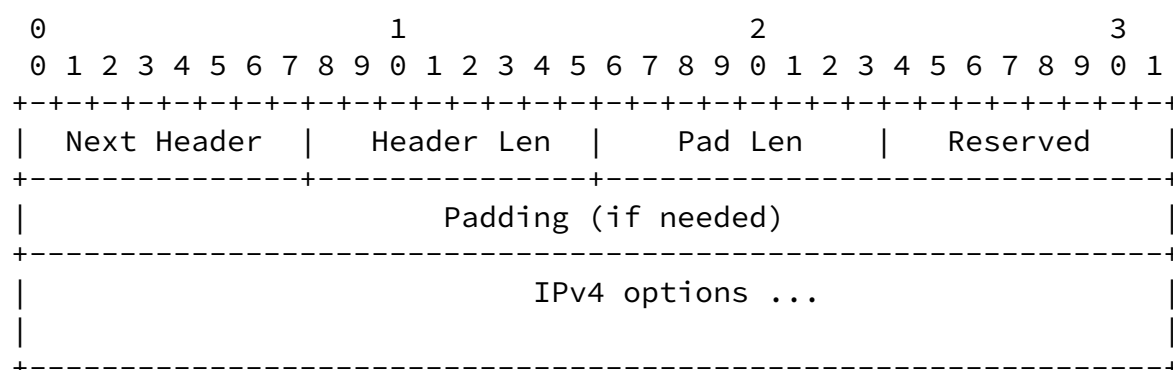 0                   1                   2                   3
0 1 2 3 4 5 6 7 8 9 0 1 2 3 4 5 6 7 8 9 0 1 2 3 4 5 6 7 8 9 0 1
+-+-+-+-+-+-+-+-+-+-+-+-+-+-+-+-+-+-+-+-+-+-+-+-+-+-+-+-+-+-+-+-+
|  Next Header  |   Header Len  |    Pad Len    |   Reserved    |
+---------------+---------------+-------------------------------+
|                       Padding (if needed)                     |
+---------------------------------------------------------------+
|                            IPv4 options ...                   |
|                                                               |
+---------------------------------------------------------------+